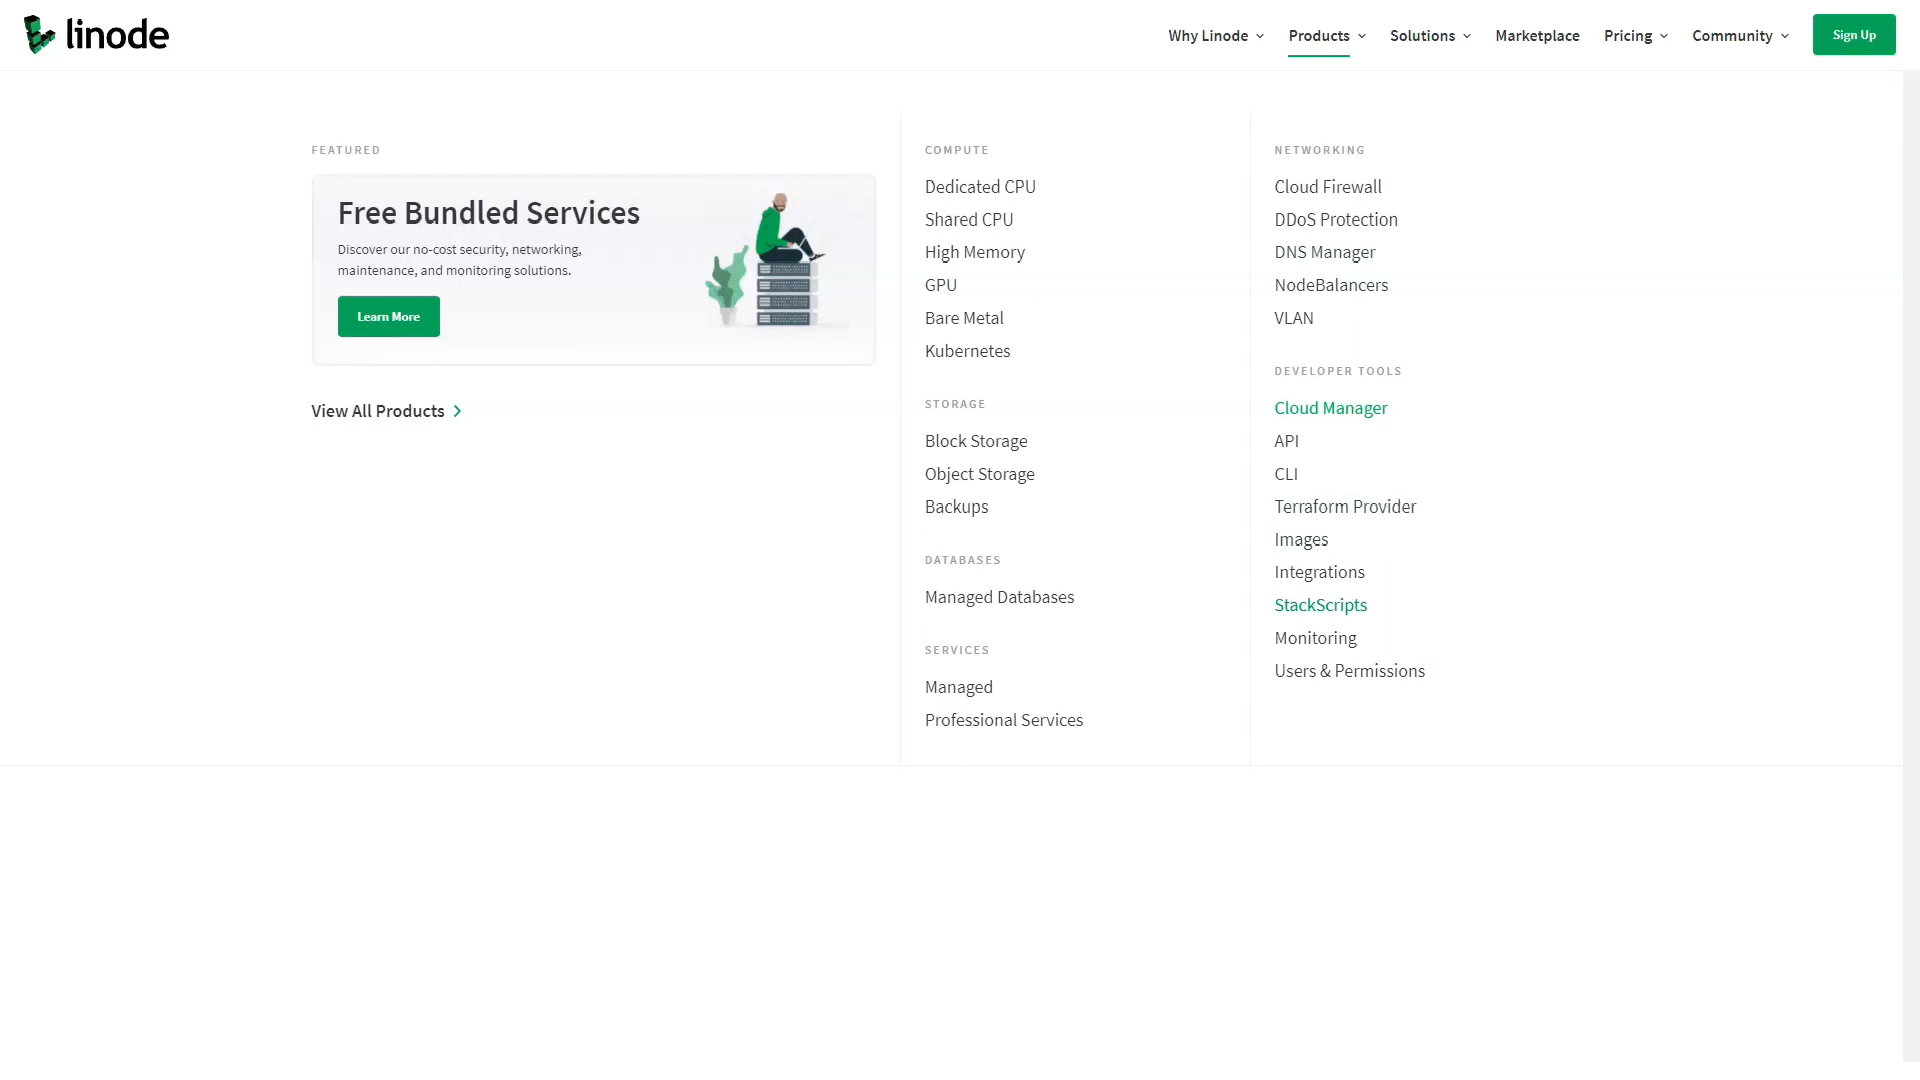 linode
Why Linode
Products
Solutions
Marketplace
Pricing
Community
Sign Up
FEATURED
Free Bundled Services
Discover our no-cost security, networking,
maintenance, and monitoring solutions.
Learn More
View All Products
COMPUTE
Dedicated CPU
Shared CPU
High Memory
GPU
Bare Metal
Kubernetes
STORAGE
Block Storage
Object Storage
Backups
DATABASES
Managed Databases
SERVICES
Managed
Professional Services
NETWORKING
Cloud Firewall
DDoS Protection
DNS Manager
NodeBalancers
VLAN
DEVELOPER TOOLS
Cloud Manager
API
CLI
Terraform Provider
Images
Integrations
StackScripts
Monitoring
Users & Permissions